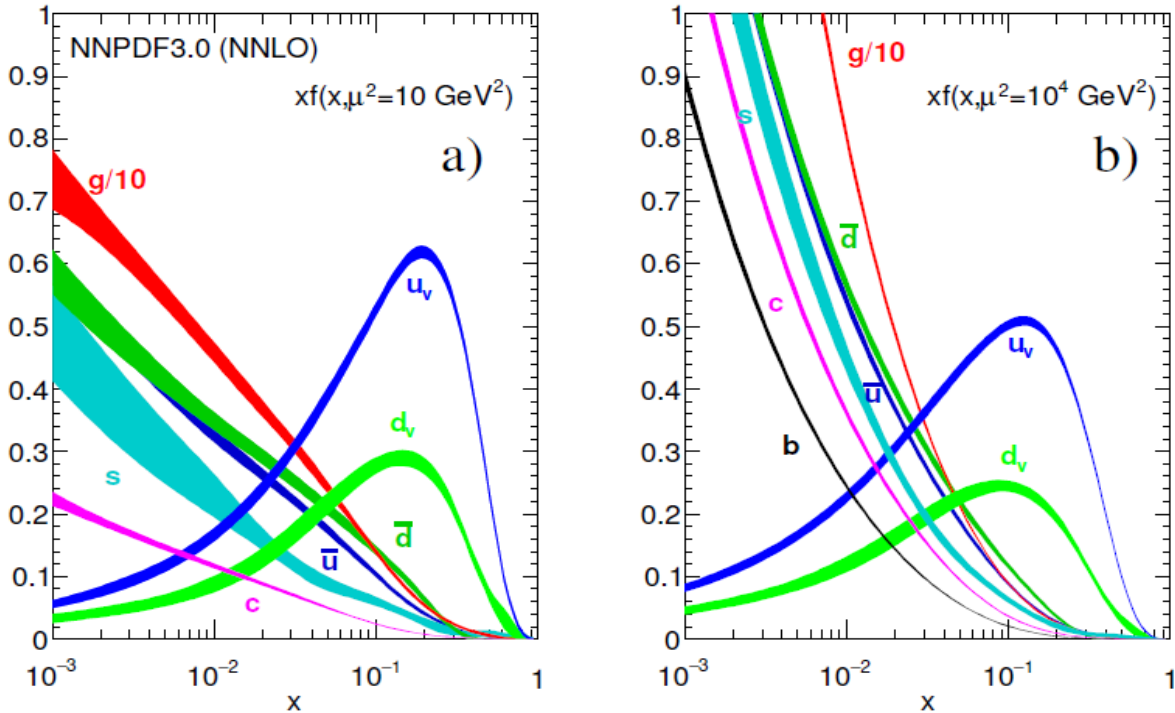 NNPDF3.0 (NNLO)
xf(x,μ²=10 GeV²)
a)
g/10
u_v
d_v
s
d̅
u̅
c
1
0.9
0.8
0.7
0.6
0.5
0.4
0.3
0.2
0.1
0
10⁻³
10⁻²
10⁻¹
1
x
g/10
xf(x,μ²=10⁴ GeV²)
s
b)
d̅
c
u_v
u̅
b
d_v
1
0.9
0.8
0.7
0.6
0.5
0.4
0.3
0.2
0.1
0
10⁻³
10⁻²
10⁻¹
1
x